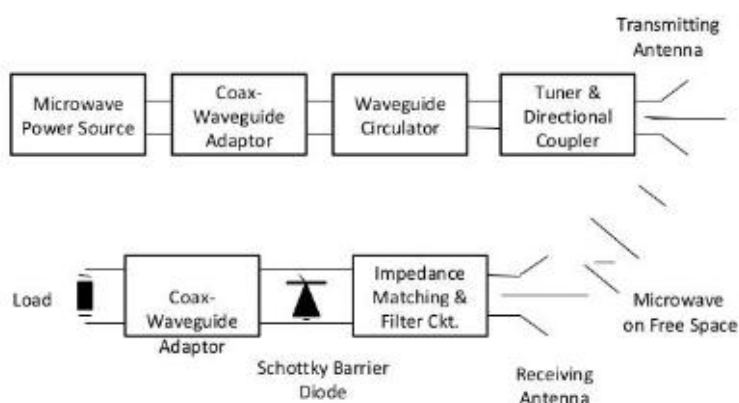 Transmitting
Antenna
Microwave
Power Source
Coax-
Waveguide
Adaptor
Waveguide
Circulator
Tuner &
Directional
Coupler
Load
Coax-
Waveguide
Adaptor
Schottky Barrier
Diode
Impedance
Matching &
Filter Ckt.
Receiving
Antenna
Microwave
on Free Space